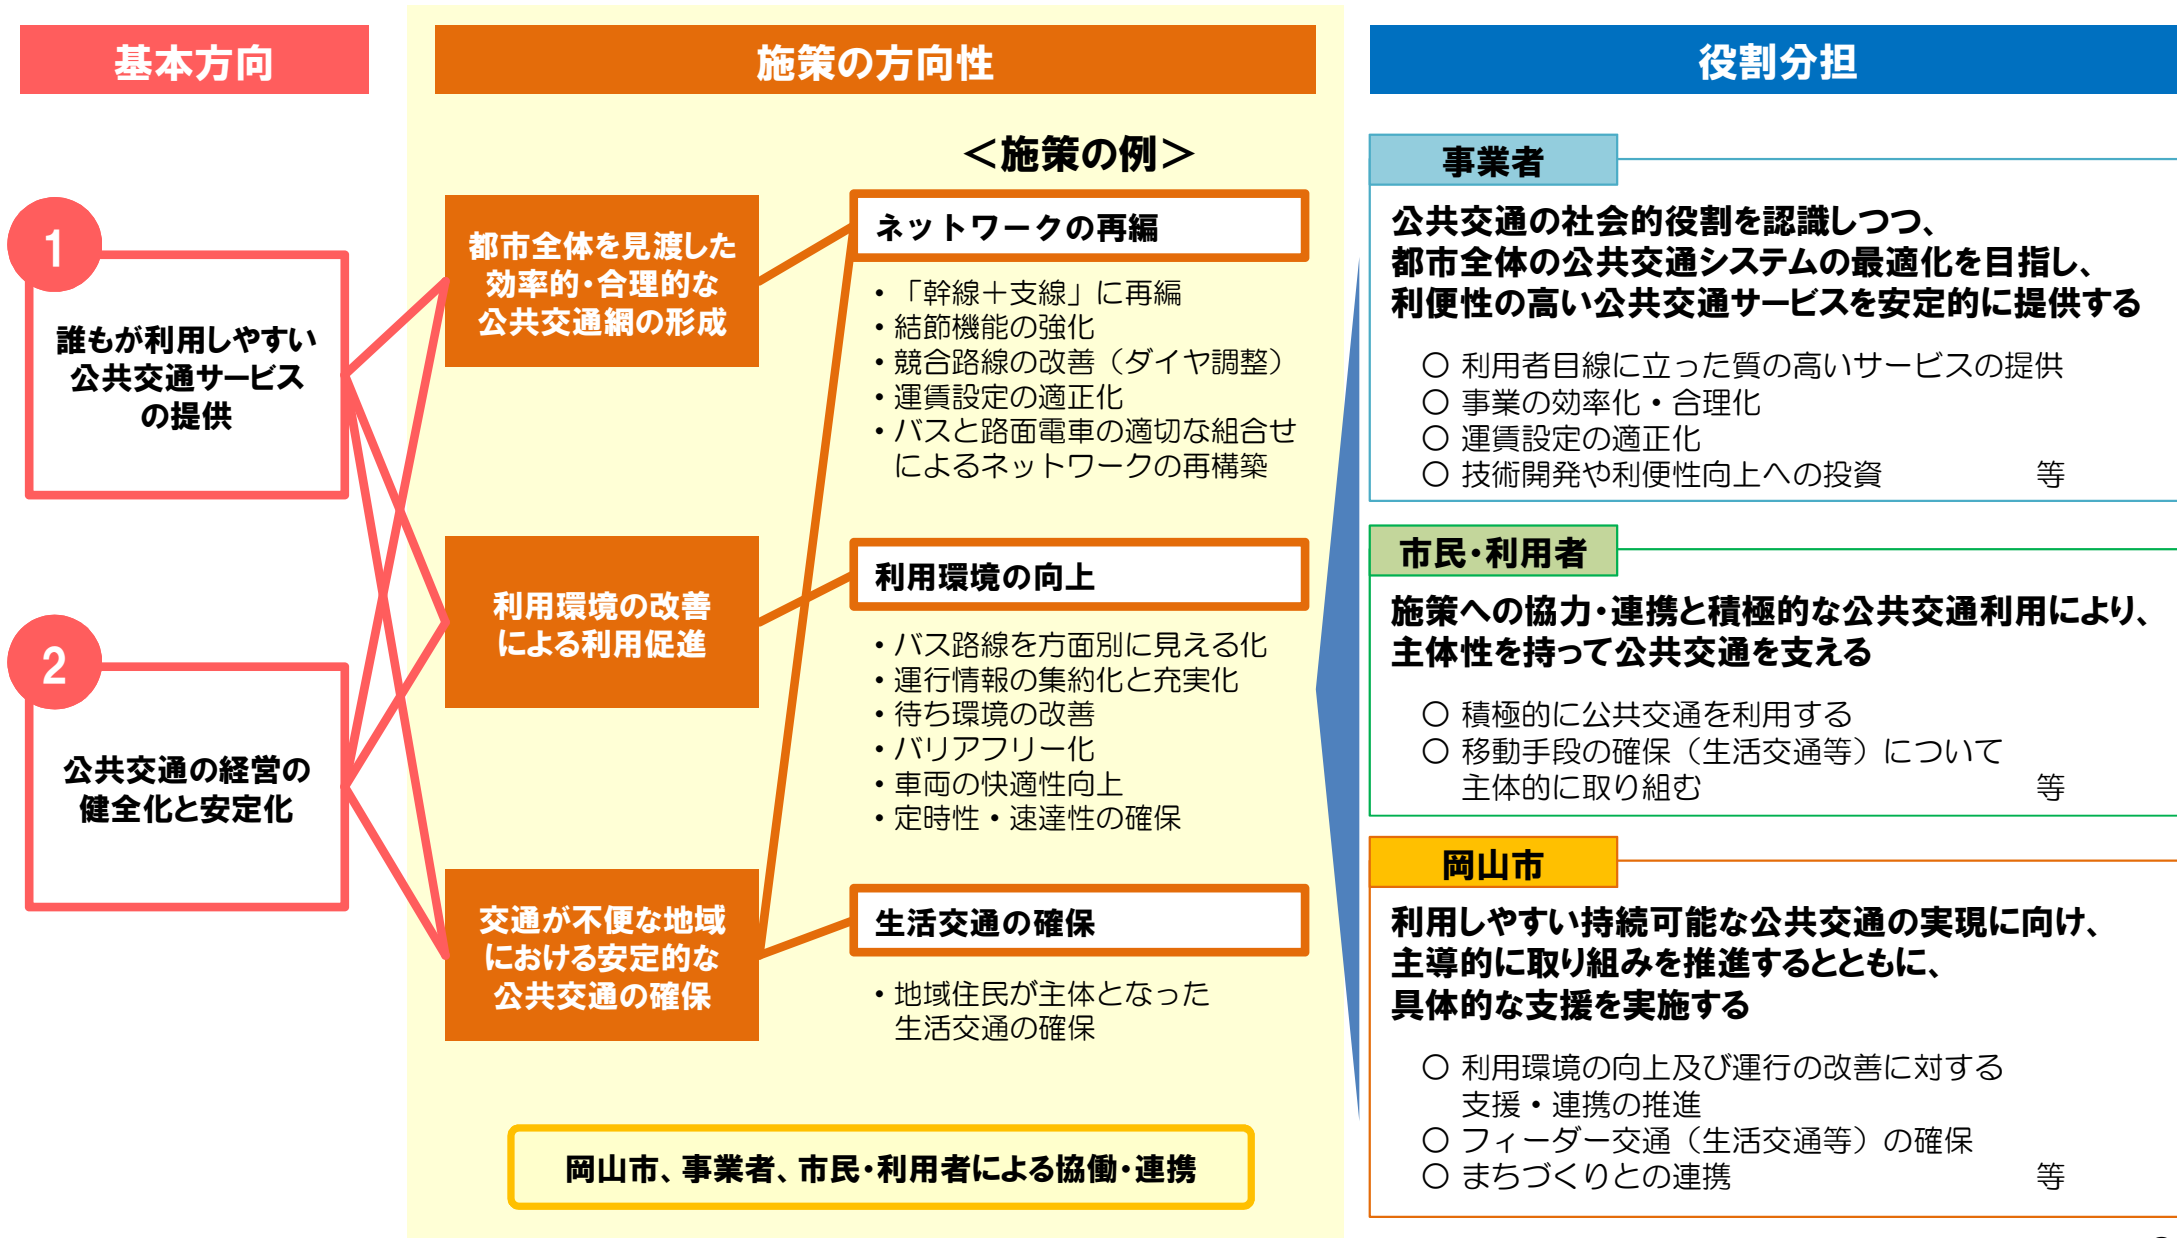 基本方向
施策の方向性
役割分担
1
誰もが利用しやすい
公共交通サービス
の提供
2
公共交通の経営の
健全化と安定化
都市全体を見渡した
効率的・合理的な
公共交通網の形成
利用環境の改善
による利用促進
交通が不便な地域
における安定的な
公共交通の確保
＜施策の例＞
ネットワークの再編
・「幹線＋支線」に再編
・結節機能の強化
・競合路線の改善（ダイヤ調整）
・運賃設定の適正化
・バスと路面電車の適切な組合せ
によるネットワークの再構築
利用環境の向上
・バス路線を方面別に見える化
・運行情報の集約化と充実化
・待ち環境の改善
・バリアフリー化
・車両の快適性向上
・定時性・速達性の確保
生活交通の確保
・地域住民が主体となった
生活交通の確保
岡山市、事業者、市民・利用者による協働・連携
事業者
公共交通の社会的役割を認識しつつ、
都市全体の公共交通システムの最適化を目指し、
利便性の高い公共交通サービスを安定的に提供する
〇 利用者目線に立った質の高いサービスの提供
〇 事業の効率化・合理化
〇 運賃設定の適正化
〇 技術開発や利便性向上への投資 等
市民・利用者
施策への協力・連携と積極的な公共交通利用により、
主体性を持って公共交通を支える
〇 積極的に公共交通を利用する
〇 移動手段の確保（生活交通等）について
主体的に取り組む 等
岡山市
利用しやすい持続可能な公共交通の実現に向け、
主導的に取り組みを推進するとともに、
具体的な支援を実施する
〇 利用環境の向上及び運行の改善に対する
支援・連携の推進
〇 フィーダー交通（生活交通等）の確保
〇 まちづくりとの連携 等